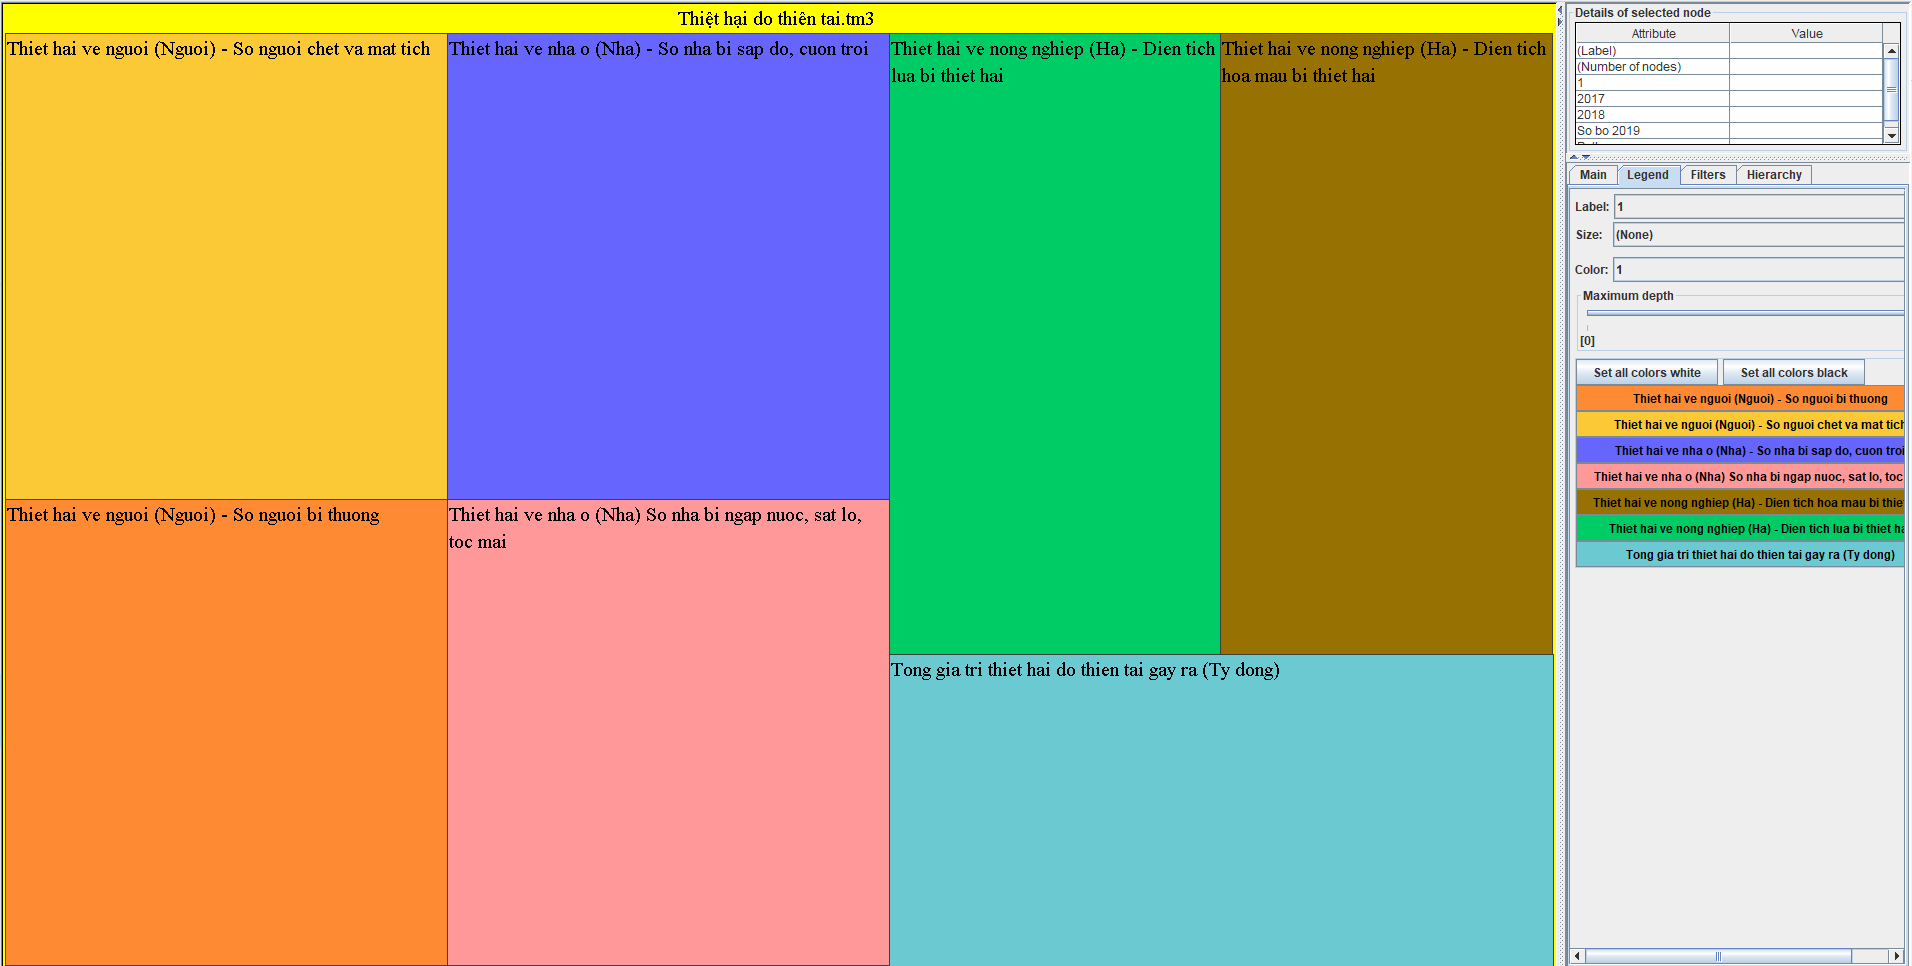 Thiệt hại do thiên tai.tm3
Thiet hai ve nguoi (Nguoi) - So nguoi chet va mat tich
Thiet hai ve nha o (Nha) - So nha bi sap do, cuon troi
Thiet hai ve nong nghiep (Ha) - Dien tich
lua bi thiet hai
Thiet hai ve nong nghiep (Ha) - Dien tich
hoa mau bi thiet hai
Thiet hai ve nguoi (Nguoi) - So nguoi bi thuong
Thiet hai ve nha o (Nha) So nha bi ngap nuoc, sat lo,
toc mai
Tong gia tri thiet hai do thien tai gay ra (Ty dong)
Details of selected node
Attribute Value
(Label)
(Number of nodes)
1
2017
2018
So bo 2019
Main Legend Filters Hierarchy
Label: 1
Size: (None)
Color: 1
Maximum depth
[0]
Set all colors white Set all colors black
Thiet hai ve nguoi (Nguoi) - So nguoi bi thuong
Thiet hai ve nguoi (Nguoi) - So nguoi chet va mat tich
Thiet hai ve nha o (Nha) - So nha bi sap do, cuon troi
Thiet hai ve nha o (Nha) So nha bi ngap nuoc, sat lo, toc
Thiet hai ve nong nghiep (Ha) - Dien tich hoa mau bi thie
Thiet hai ve nong nghiep (Ha) - Dien tich lua bi thiet ha
Tong gia tri thiet hai do thien tai gay ra (Ty dong)